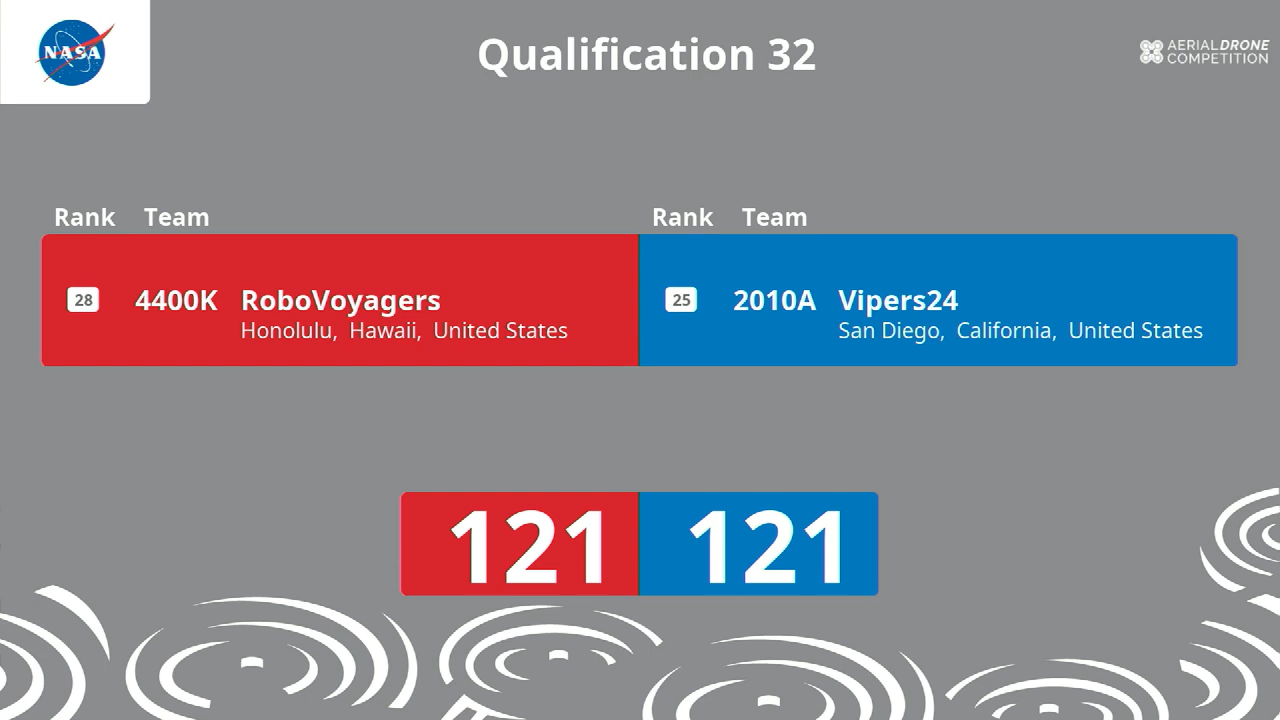 NASA
Qualification 32
AERIALDRONE
COMPETITION
Rank Team
28 4400K RoboVoyagers
Honolulu, Hawaii, United States
Rank Team
25 2010A Vipers24
San Diego, California, United States
121 121